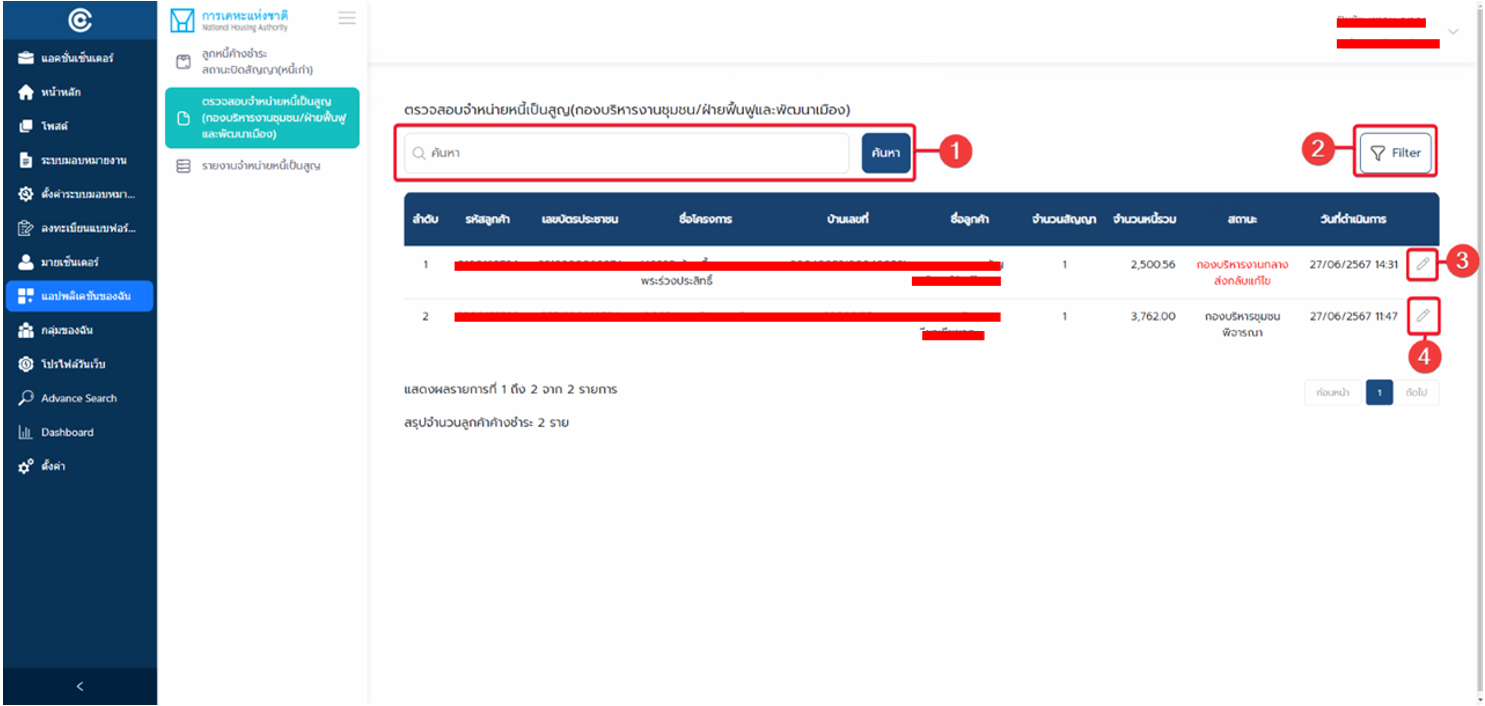 การเคหะแห่งชาติ
National Housing Authority
แอคชั่นเซ็นเตอร์
หน้าหลัก
โพสต์
ระบบมอบหมายงาน
ตั้งค่าระบบมอบหมา...
ลงทะเบียนแบบฟอร์...
มายเซ็นเตอร์
แอปพลิเคชันของฉัน
กลุ่มของฉัน
โปรไฟล์วันเว็บ
Advance Search
Dashboard
ตั้งค่า
ลูกหนี้ค้างชำระ
สถานะปิดสัญญา(หนี้เก่า)
ตรวจสอบจำหน่ายหนี้เป็นสูญ
(กองบริหารงานชุมชน/ฝ่ายฟื้นฟู
และพัฒนาเมือง)
รายงานจำหน่ายหนี้เป็นสูญ
ตรวจสอบจำหน่ายหนี้เป็นสูญ(กองบริหารงานชุมชน/ฝ่ายฟื้นฟูและพัฒนาเมือง)
ค้นหา ค้นหา 1 2 Filter
ลำดับ รหัสลูกค้า เลขบัตรประชาชน ชื่อโครงการ บ้านเลขที่ ชื่อลูกค้า จำนวนสัญญา จำนวนหนี้รวม สถานะ วันที่ดำเนินการ
1 1 2,500.56 กองบริหารงานกลาง 27/06/2567 14:31 3
พระร่วงประสิทธิ์ ส่งกลับแก้ไข
2 1 3,762.00 กองบริหารชุมชน 27/06/2567 11:47
พิจารณา
4
แสดงผลรายการที่ 1 ถึง 2 จาก 2 รายการ ก่อนหน้า 1 ถัดไป
สรุปจำนวนลูกค้าค้างชำระ 2 ราย